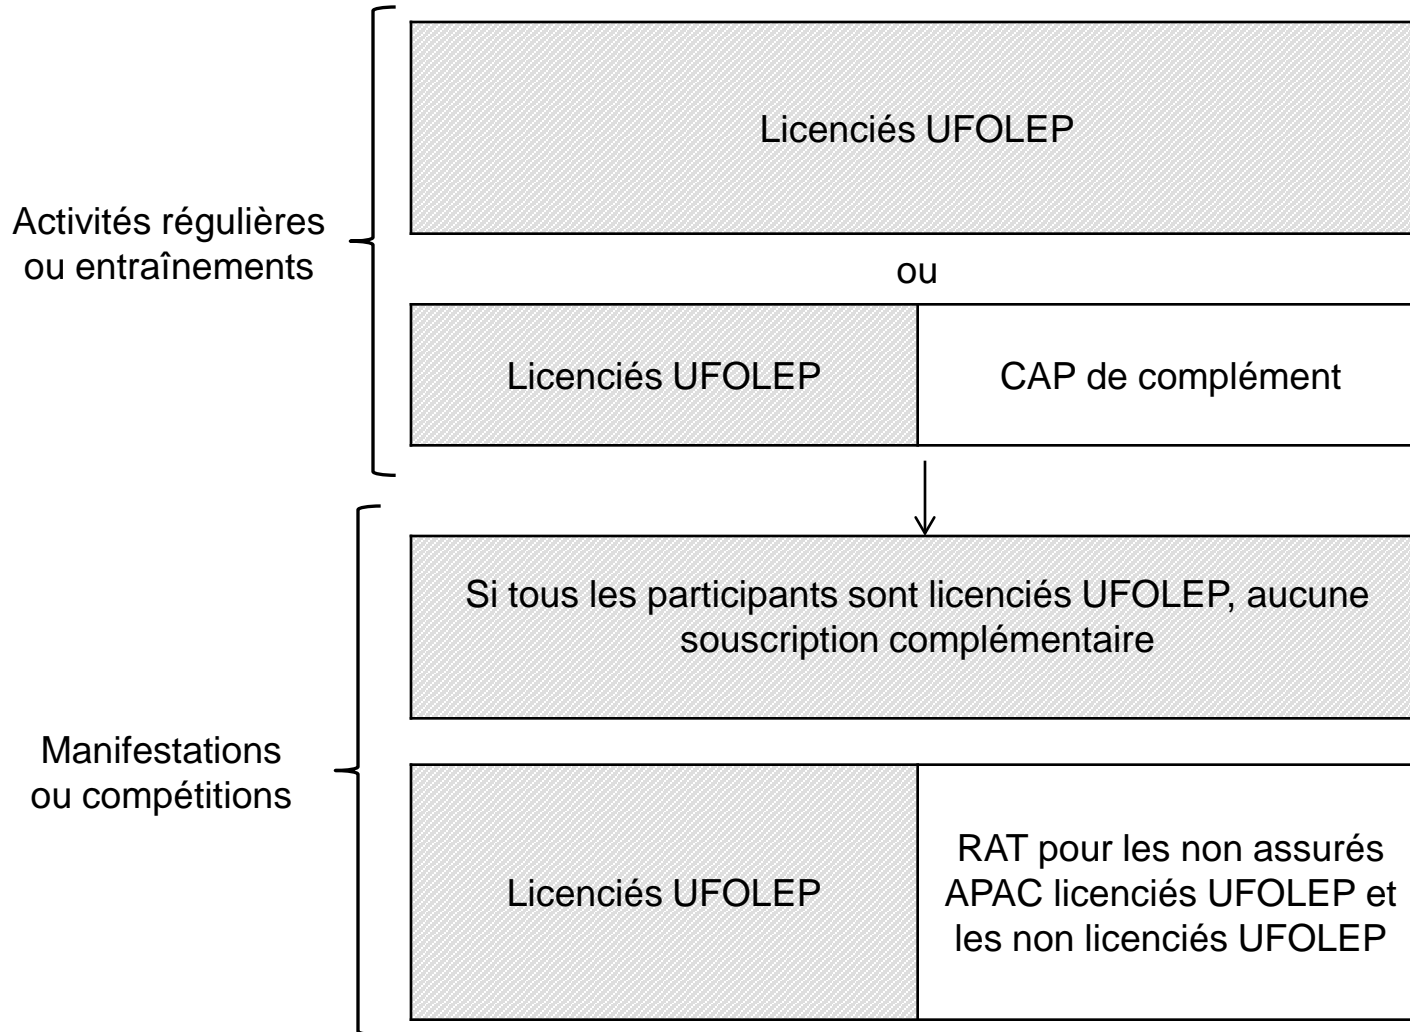 Licenciés UFOLEP
Activités régulières
ou entraînements
ou
Licenciés UFOLEP
CAP de complément
Si tous les participants sont licenciés UFOLEP, aucune
souscription complémentaire
Manifestations
ou compétitions
Licenciés UFOLEP
RAT pour les non assurés
APAC licenciés UFOLEP et
les non licenciés UFOLEP